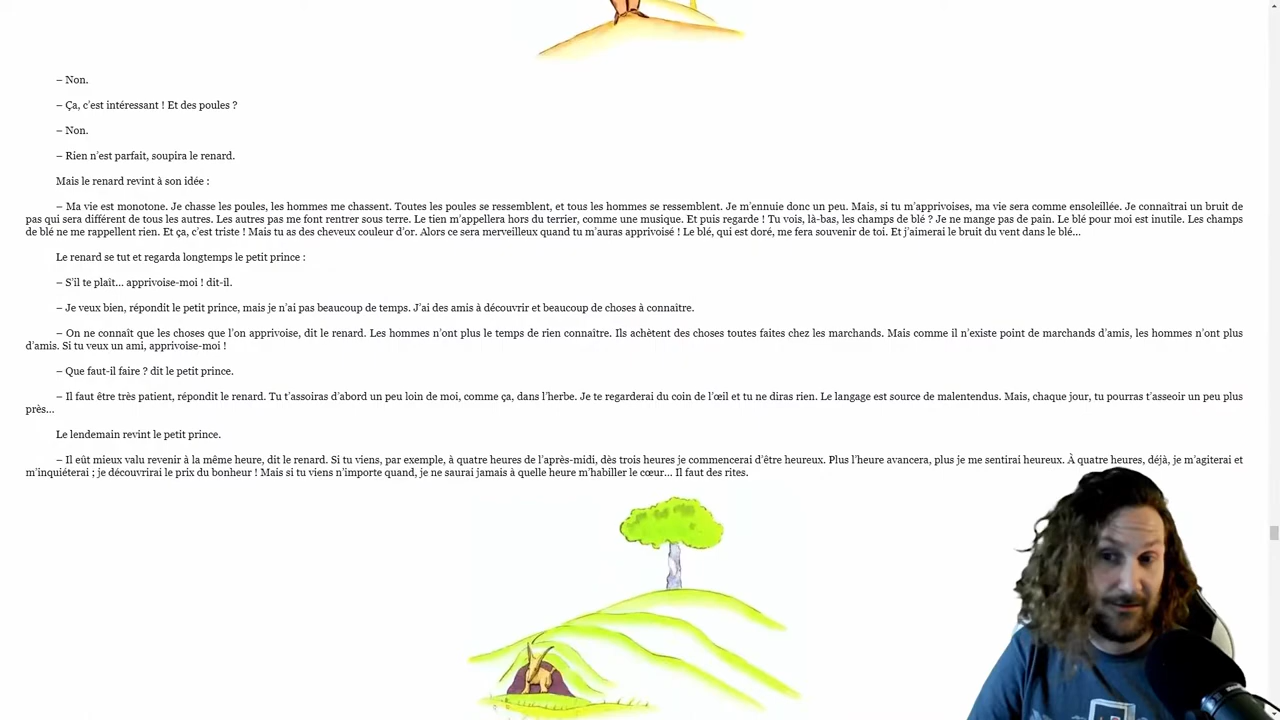 – Non.
– Ça, c’est intéressant ! Et des poules ?
– Non.
– Rien n’est parfait, soupira le renard.
Mais le renard revint à son idée :
– Ma vie est monotone. Je chasse les poules, les hommes me chassent. Toutes les poules se ressemblent, et tous les hommes se ressemblent. Je m’ennuie donc un peu. Mais, si tu m’apprivoises, ma vie sera comme ensoleillée. Je connaîtrai un bruit de
pas qui sera différent de tous les autres. Les autres pas me font rentrer sous terre. Le tien m’appellera hors du terrier, comme une musique. Et puis regarde ! Tu vois, là-bas, les champs de blé ? Je ne mange pas de pain. Le blé pour moi est inutile. Les champs
de blé ne me rappellent rien. Et ça, c’est triste ! Mais tu as des cheveux couleur d’or. Alors ce sera merveilleux quand tu m’auras apprivoisé ! Le blé, qui est doré, me fera souvenir de toi. Et j’aimerai le bruit du vent dans le blé…
Le renard se tut et regarda longtemps le petit prince :
– S’il te plaît… apprivoise-moi ! dit-il.
– Je veux bien, répondit le petit prince, mais je n’ai pas beaucoup de temps. J’ai des amis à découvrir et beaucoup de choses à connaître.
– On ne connaît que les choses que l’on apprivoise, dit le renard. Les hommes n’ont plus le temps de rien connaître. Ils achètent des choses toutes faites chez les marchands. Mais comme il n’existe point de marchands d’amis, les hommes n’ont plus
d’amis. Si tu veux un ami, apprivoise-moi !
– Que faut-il faire ? dit le petit prince.
– Il faut être très patient, répondit le renard. Tu t’assoiras d’abord un peu loin de moi, comme ça, dans l’herbe. Je te regarderai du coin de l’œil et tu ne diras rien. Le langage est source de malentendus. Mais, chaque jour, tu pourras t’asseoir un peu plus
près…
Le lendemain revint le petit prince.
– Il eût mieux valu revenir à la même heure, dit le renard. Si tu viens, par exemple, à quatre heures de l’après-midi, dès trois heures je commencerai d’être heureux. Plus l’heure avancera, plus je me sentirai heureux. À quatre heures, déjà, je m’agiterai et
m’inquiéterai ; je découvrirai le prix du bonheur ! Mais si tu viens n’importe quand, je ne saurai jamais à quelle heure m’habiller le cœur… Il faut des rites.